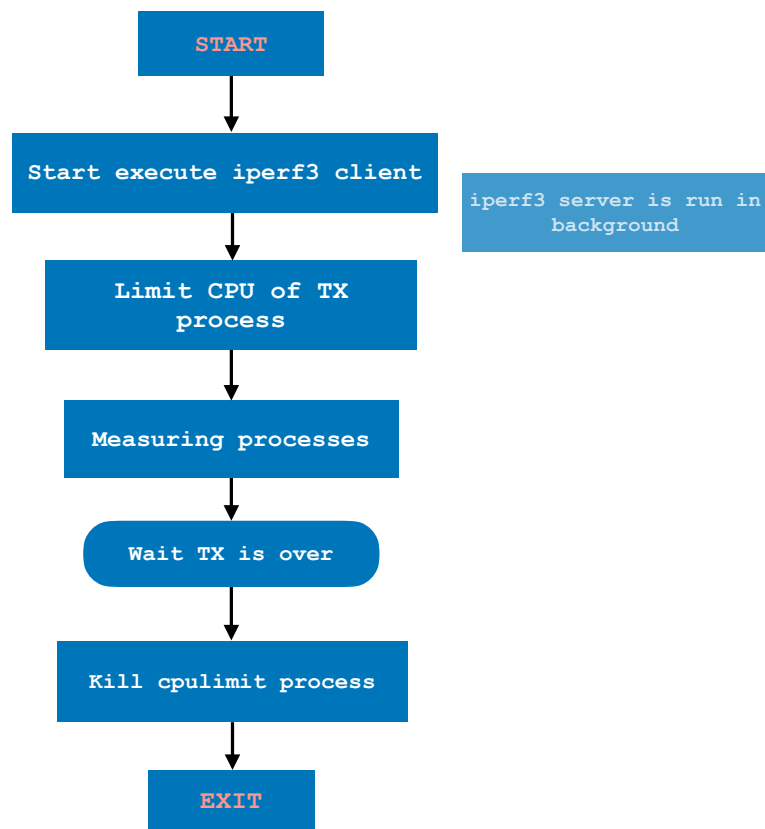 START
Start execute iperf3 client
iperf3 server is run in
background
Limit CPU of TX
process
Measuring processes
Wait TX is over
Kill cpulimit process
EXIT